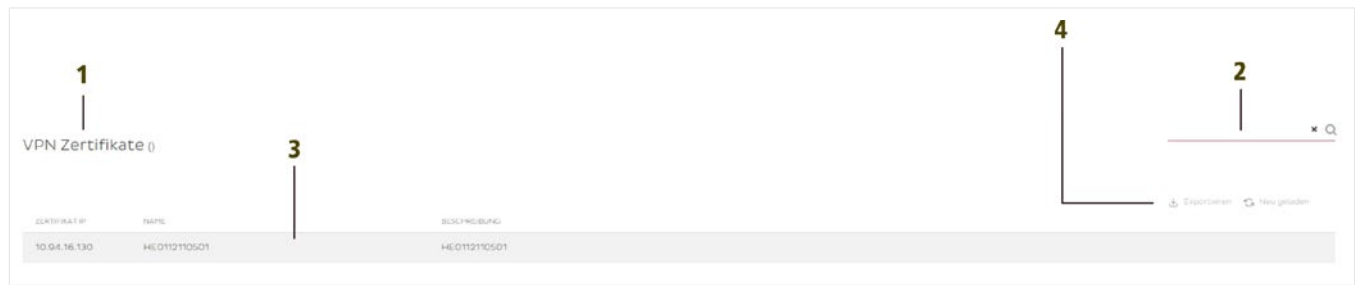 4
1
2
VPN Zertifikate ()
3
Exportieren Neu geladen
ZERTIFIKAT IP NAME BESCHREIBUNG
10.94.16.130 HE0112110501 HE0112110501